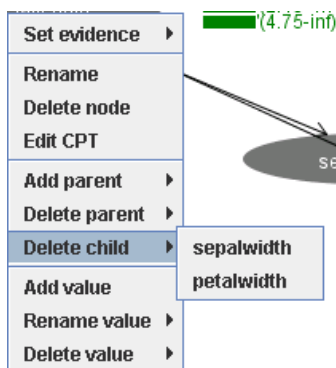 Set evidence
'(4.75-inf)
Rename
Delete node
Edit CPT
Add parent
Delete parent
Delete child
sepalwidth
petalwidth
Add value
Rename value
Delete value
se